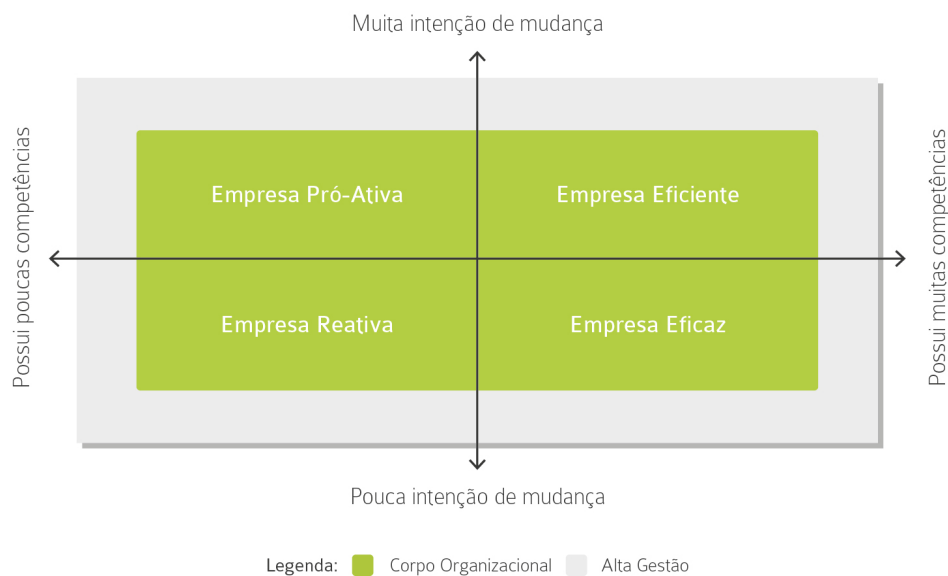 Muita intenção de mudança
Possui poucas competências
Possui muitas competências
Empresa Pró-Ativa
Empresa Eficiente
Empresa Reativa
Empresa Eficaz
Pouca intenção de mudança
Legenda: Corpo Organizacional Alta Gestão